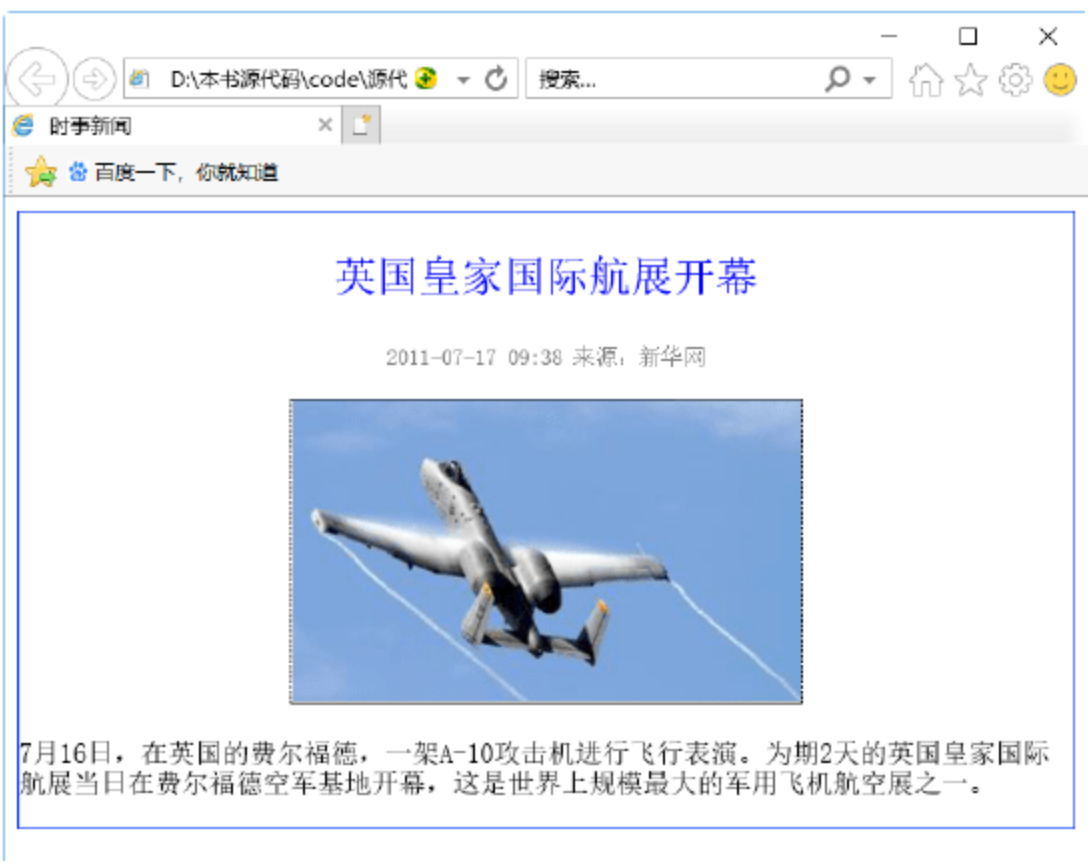 D:\本书源代码\code\源代
搜索...
时事新闻
百度一下，你就知道
英国皇家国际航展开幕
2011-07-17 09:38 来源：新华网
7月16日，在英国的费尔福德，一架A-10攻击机进行飞行表演。为期2天的英国皇家国际
航展当日在费尔福德空军基地开幕，这是世界上规模最大的军用飞机航空展之一。